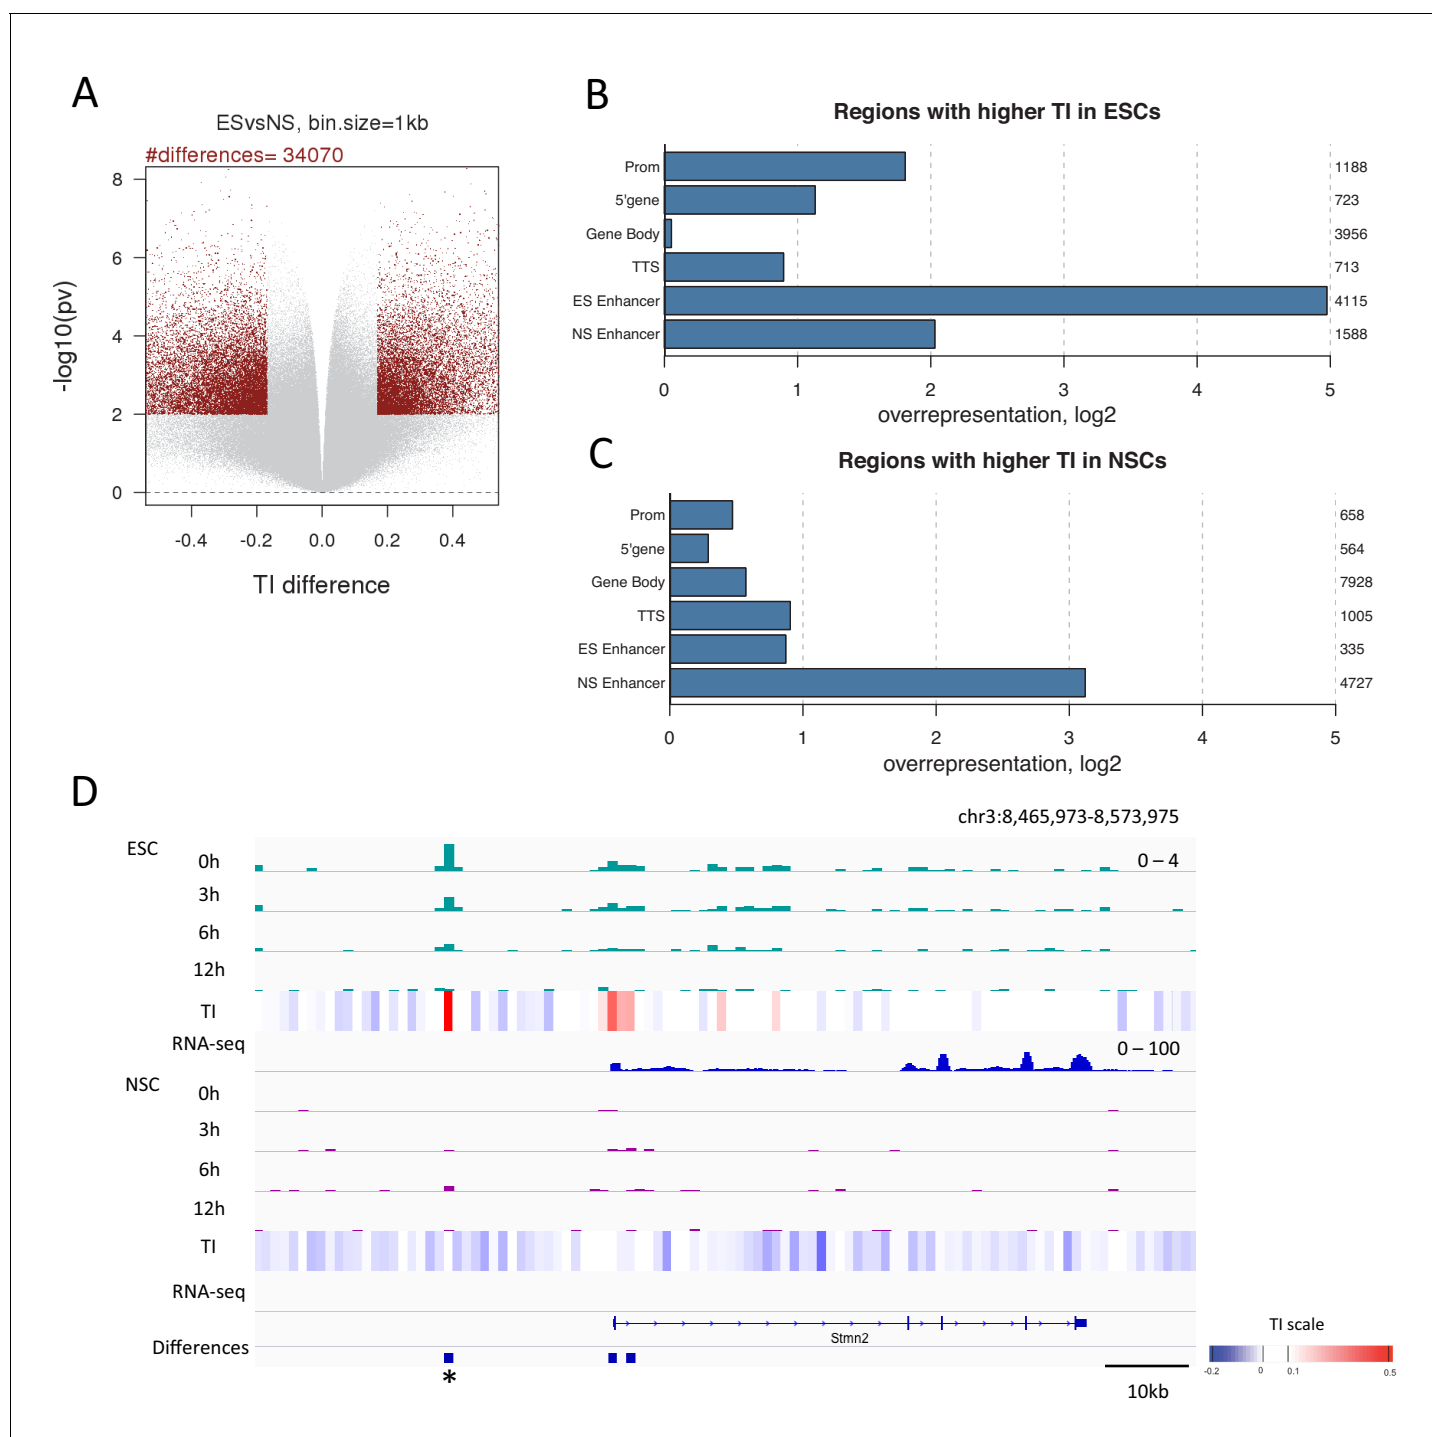 A
ESvsNS, bin.size=1kb
#differences= 34070
-log10(pv)
8
6
4
2
0
-0.4 -0.2 0.0 0.2 0.4
TI difference
B
Regions with higher TI in ESCs
Prom 1188
5'gene 723
Gene Body 3956
TTS 713
ES Enhancer 4115
NS Enhancer 1588
0 1 2 3 4 5
overrepresentation, log2
C
Regions with higher TI in NSCs
Prom 658
5'gene 564
Gene Body 7928
TTS 1005
ES Enhancer 335
NS Enhancer 4727
0 1 2 3 4 5
overrepresentation, log2
D
chr3:8,465,973-8,573,975
ESC
0h 0 – 4
3h
6h
12h
TI
RNA-seq 0 – 100
NSC
0h
3h
6h
12h
TI
RNA-seq
Stmn2
Differences
*
10kb
TI scale
-0.2 0 0.1 0.5